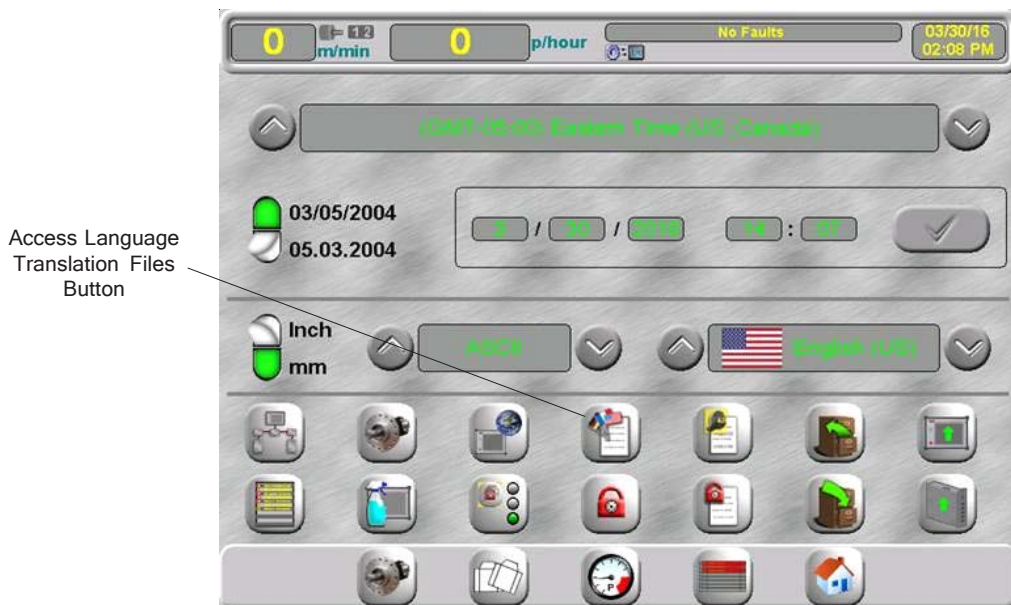 0
m/min
1 2
0
p/hour
No Faults
03/30/16
02:08 PM
(GMT-05:00) Eastern Time (US, Canada)
03/05/2004
05.03.2004
3 / 30 / 2016 14 : 07
Access Language
Translation Files
Button
Inch
mm
ASCII
English (US)
P